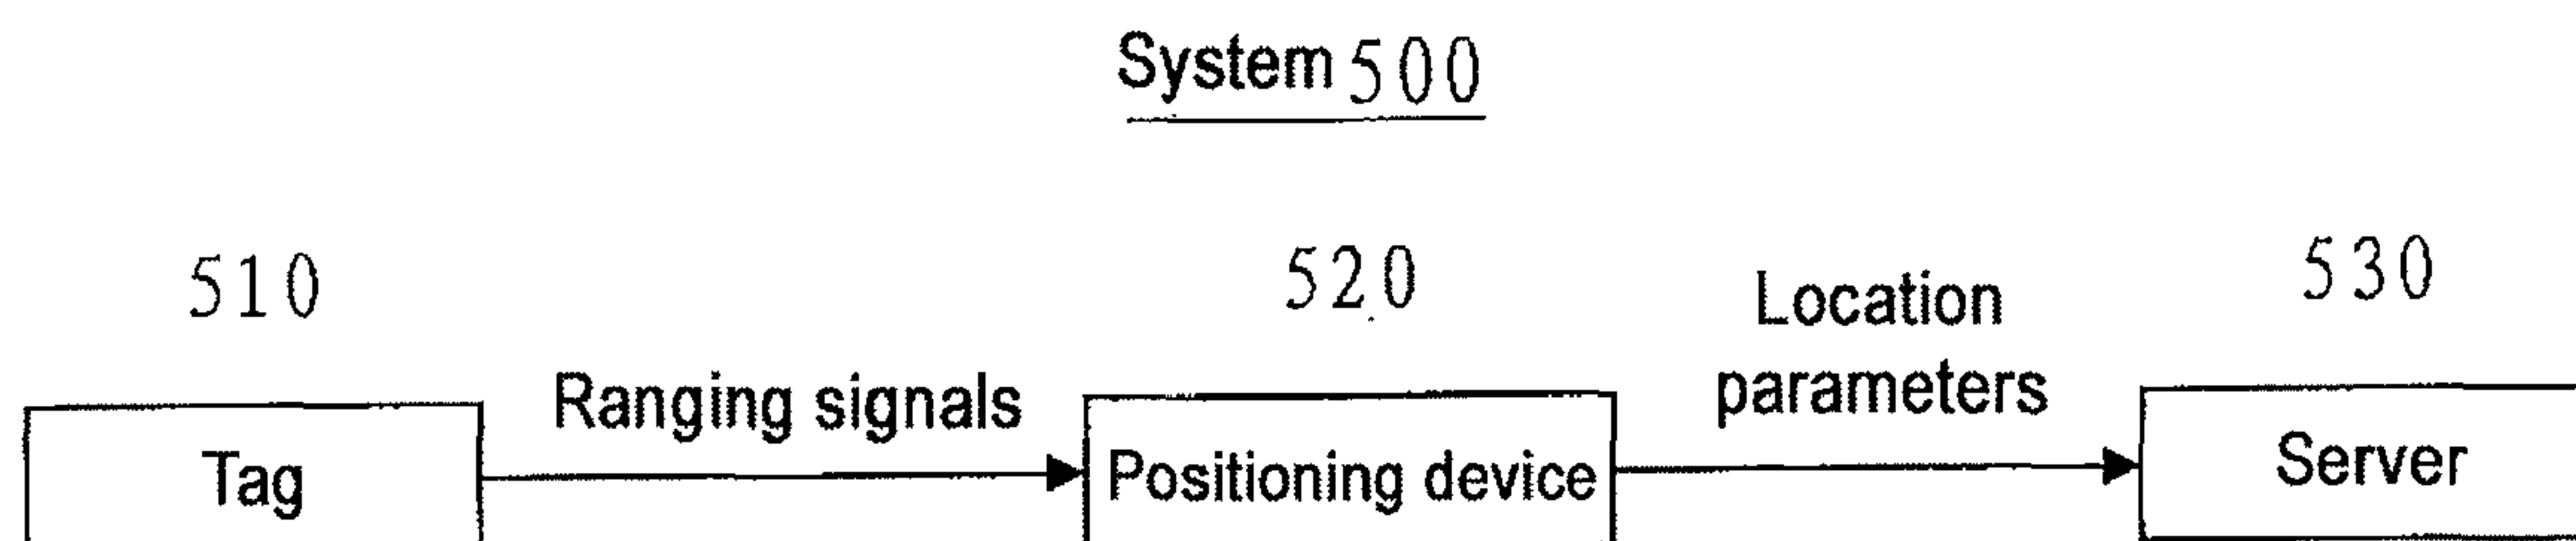 System 500
510
520
530
Ranging signals
Location
parameters
Tag
Positioning device
Server